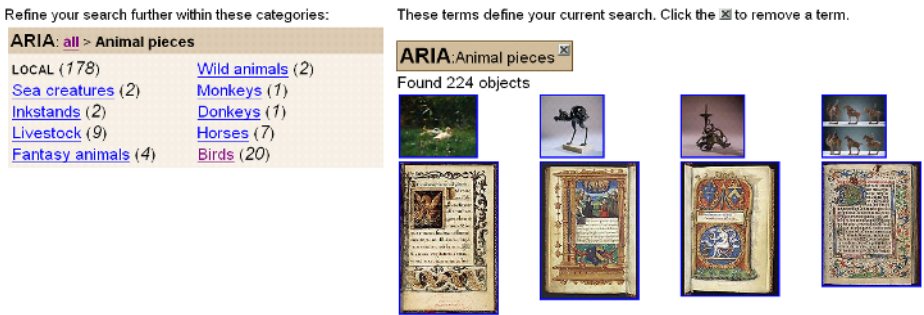 Refine your search further within these categories:
ARIA: all > Animal pieces
LOCAL (178)
Wild animals (2)
Sea creatures (2)
Monkeys (1)
Inkstands (2)
Donkeys (1)
Livestock (9)
Horses (7)
Fantasy animals (4)
Birds (20)
These terms define your current search. Click the x to remove a term.
ARIA:Animal pieces x
Found 224 objects